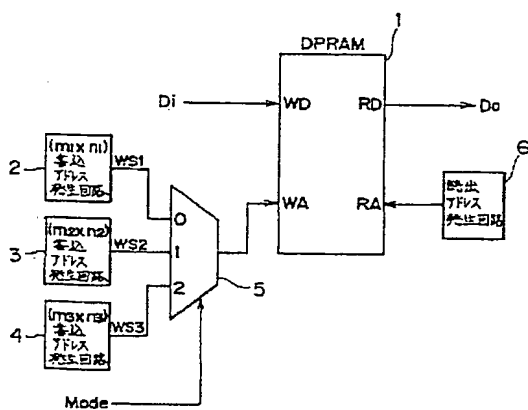 1
DPRAM
Di
WD
RD
Do
6
2
(m1×n1)
書込
アドレス
発生回路
WS1
0
WA
RA
読出
アドレス
発生回路
3
(m2×n2)
書込
アドレス
発生回路
WS2
1
5
4
(m3×n3)
書込
アドレス
発生回路
WS3
2
Mode